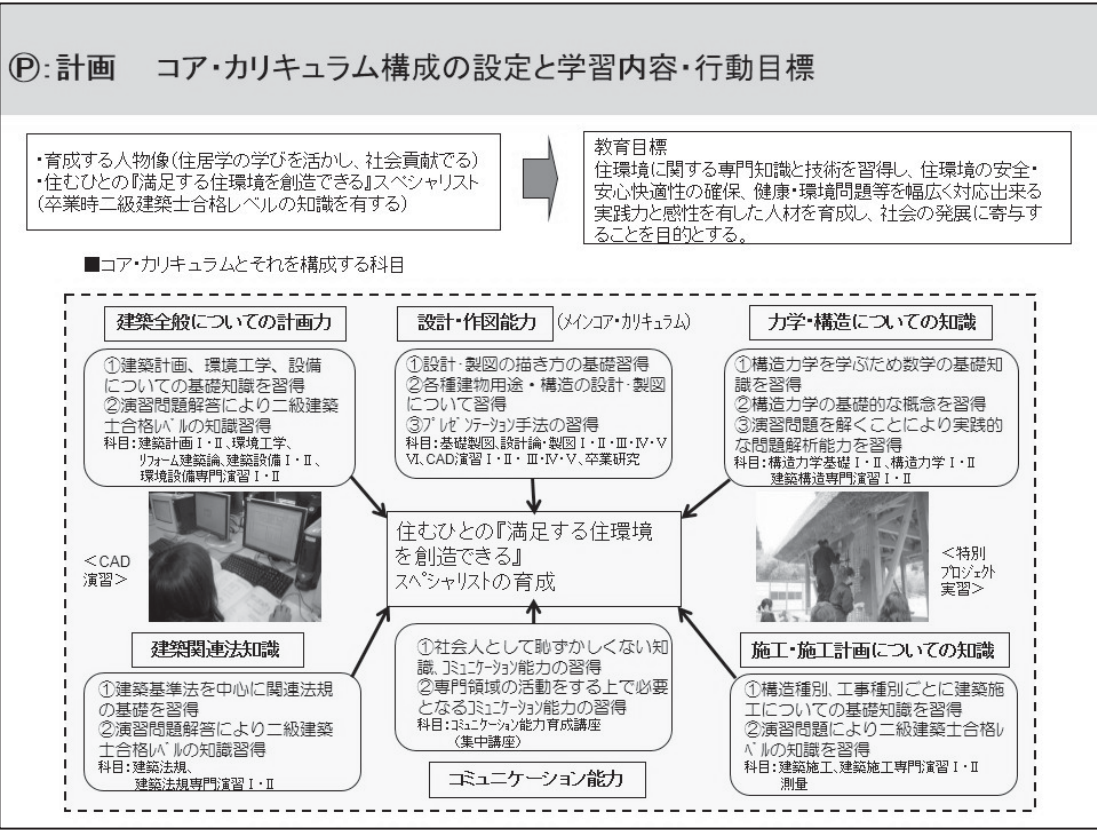 Ⓟ:計画 コア・カリキュラム構成の設定と学習内容・行動目標
・育成する人物像(住居学の学びを活かし、社会貢献でる)
・住むひとの『満足する住環境を創造できる』スペシャリスト
(卒業時二級建築士合格レベルの知識を有する)
教育目標
住環境に関する専門知識と技術を習得し、住環境の安全・
安心快適性の確保、健康・環境問題等を幅広く対応出来る
実践力と感性を有した人材を育成し、社会の発展に寄与す
ることを目的とする。
■コア・カリキュラムとそれを構成する科目
建築全般についての計画力
①建築計画、環境工学、設備
についての基礎知識を習得
②演習問題解答により二級建築
士合格レベルの知識習得
科目:建築計画Ⅰ・Ⅱ、環境工学、
リフォーム建築論、建築設備Ⅰ・Ⅱ、
環境設備専門演習Ⅰ・Ⅱ
設計・作図能力 (メインコア・カリキュラム)
①設計・製図の描き方の基礎習得
②各種建物用途・構造の設計・製図
について習得
③プレゼンテーション手法の習得
科目:基礎製図、設計論・製図Ⅰ・Ⅱ・Ⅲ・Ⅳ・Ⅴ
Ⅵ、CAD演習Ⅰ・Ⅱ・Ⅲ・Ⅳ・Ⅴ、卒業研究
力学・構造についての知識
①構造力学を学ぶため数学の基礎知
識を習得
②構造力学の基礎的な概念を習得
③演習問題を解くことにより実践的
な問題解析能力を習得
科目:構造力学基礎Ⅰ・Ⅱ、構造力学Ⅰ・Ⅱ
建築構造専門演習Ⅰ・Ⅱ
<CAD
演習>
住むひとの『満足する住環境
を創造できる』
スペシャリストの育成
<特別
プロジェクト
実習>
建築関連法知識
①建築基準法を中心に関連法規
の基礎を習得
②演習問題解答により二級建築
士合格レベルの知識習得
科目:建築法規、
建築法規専門演習Ⅰ・Ⅱ
①社会人として恥ずかしくない知
識、コミュニケーション能力の習得
②専門領域の活動をする上で必要
となるコミュニケーション能力の習得
科目:コミュニケーション能力育成講座
(集中講座)
コミュニケーション能力
施工・施工計画についての知識
①構造種別、工事種別ごとに建築施
工についての基礎知識を習得
②演習問題により二級建築士合格レ
ベルの知識を習得
科目:建築施工、建築施工専門演習Ⅰ・Ⅱ
測量